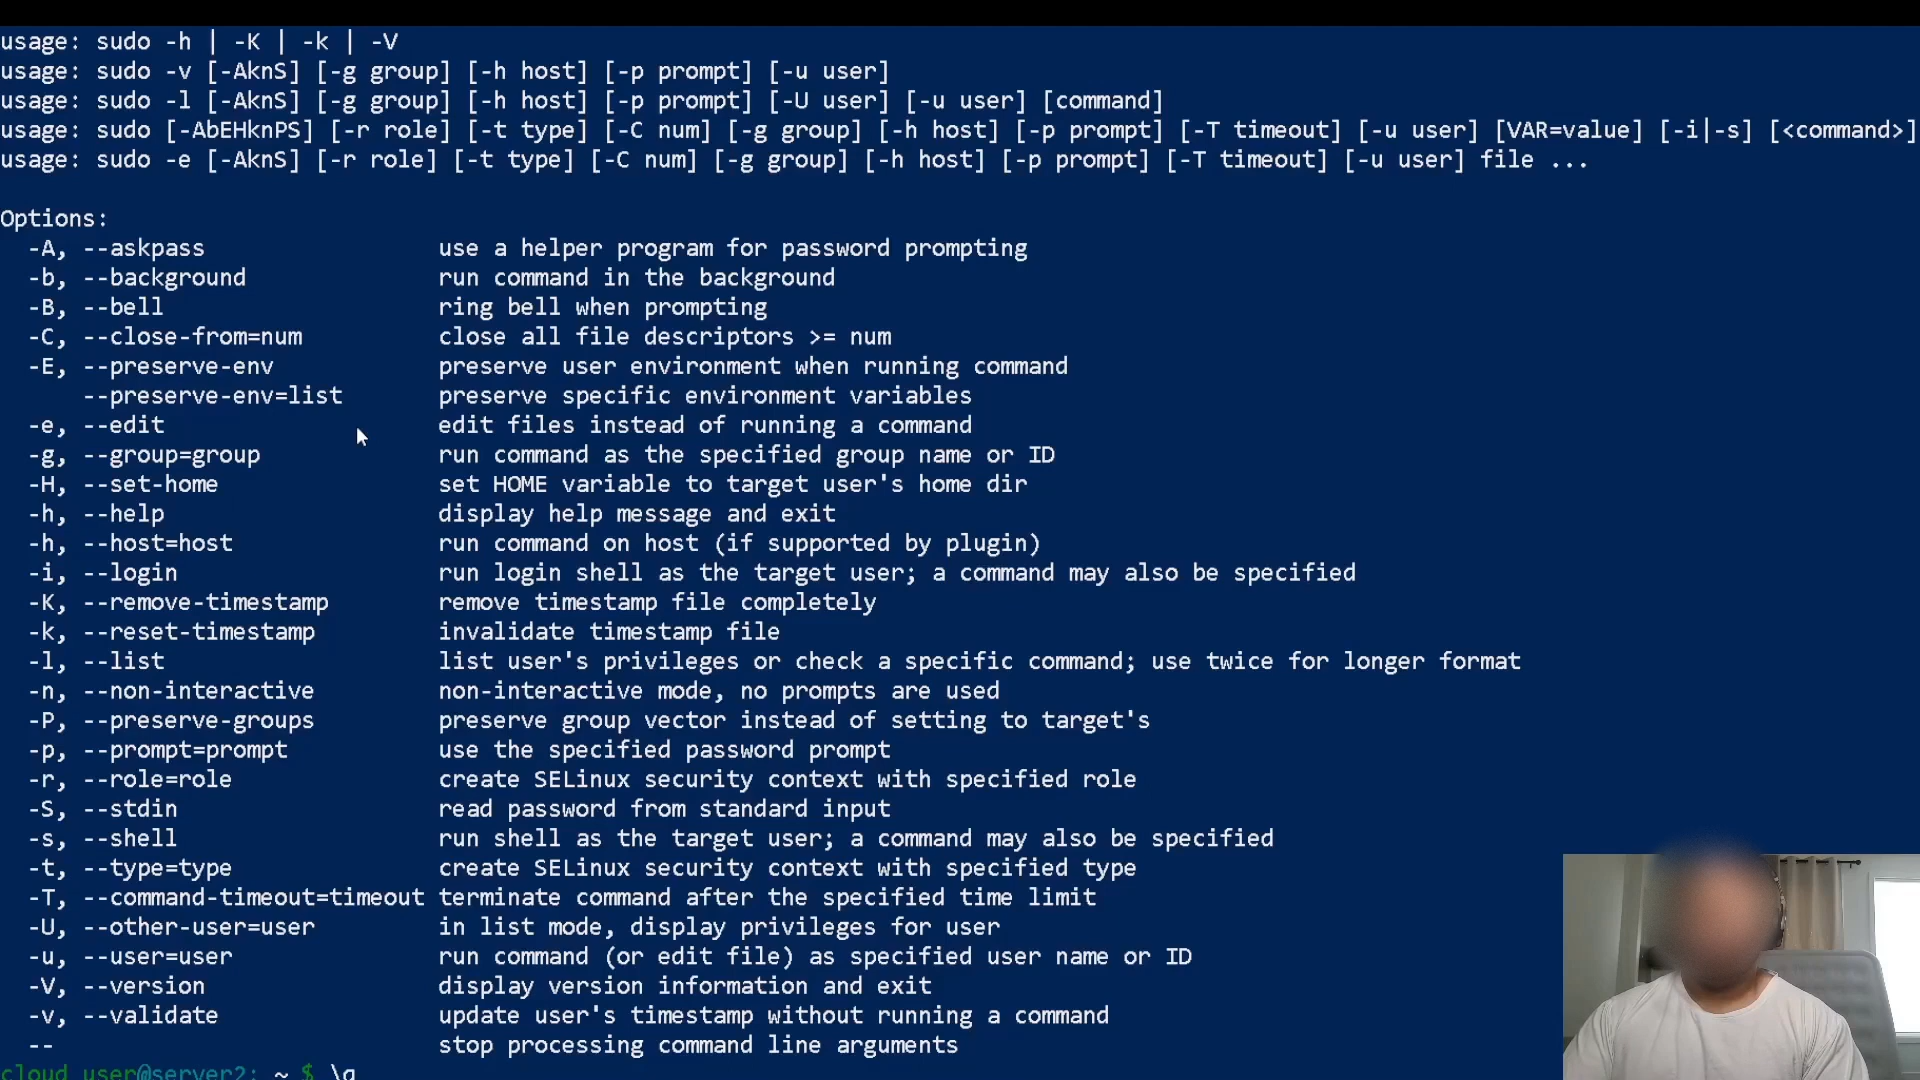 usage: sudo -h | -K | -k | -V
usage: sudo -v [-AknS] [-g group] [-h host] [-p prompt] [-u user]
usage: sudo -l [-AknS] [-g group] [-h host] [-p prompt] [-U user] [-u user] [command]
usage: sudo [-AbEHknPS] [-r role] [-t type] [-C num] [-g group] [-h host] [-p prompt] [-T timeout] [-u user] [VAR=value] [-i|-s] [<command>]
usage: sudo -e [-AknS] [-r role] [-t type] [-C num] [-g group] [-h host] [-p prompt] [-T timeout] [-u user] file ...
Options:
-A, --askpass use a helper program for password prompting
-b, --background run command in the background
-B, --bell ring bell when prompting
-C, --close-from=num close all file descriptors >= num
-E, --preserve-env preserve user environment when running command
--preserve-env=list preserve specific environment variables
-e, --edit edit files instead of running a command
-g, --group=group run command as the specified group name or ID
-H, --set-home set HOME variable to target user's home dir
-h, --help display help message and exit
-h, --host=host run command on host (if supported by plugin)
-i, --login run login shell as the target user; a command may also be specified
-K, --remove-timestamp remove timestamp file completely
-k, --reset-timestamp invalidate timestamp file
-l, --list list user's privileges or check a specific command; use twice for longer format
-n, --non-interactive non-interactive mode, no prompts are used
-P, --preserve-groups preserve group vector instead of setting to target's
-p, --prompt=prompt use the specified password prompt
-r, --role=role create SELinux security context with specified role
-S, --stdin read password from standard input
-s, --shell run shell as the target user; a command may also be specified
-t, --type=type create SELinux security context with specified type
-T, --command-timeout=timeout terminate command after the specified time limit
-U, --other-user=user in list mode, display privileges for user
-u, --user=user run command (or edit file) as specified user name or ID
-V, --version display version information and exit
-v, --validate update user's timestamp without running a command
-- stop processing command line arguments
cloud_user@server2: ~ $ \q